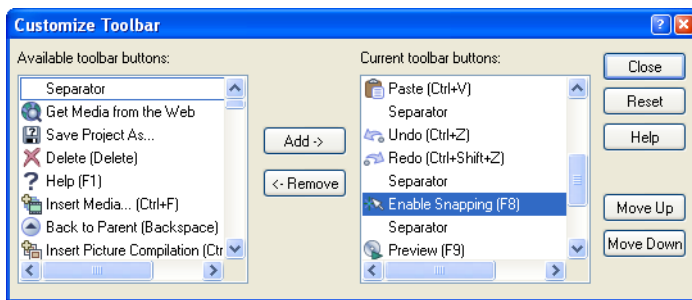 Customize Toolbar
Available toolbar buttons:
Separator
Get Media from the Web
Save Project As...
Delete (Delete)
Help (F1)
Insert Media... (Ctrl+F)
Back to Parent (Backspace)
Insert Picture Compilation (Ctr
Add ->
<- Remove
Current toolbar buttons:
Paste (Ctrl+V)
Separator
Undo (Ctrl+Z)
Redo (Ctrl+Shift+Z)
Separator
Enable Snapping (F8)
Separator
Preview (F9)
Close
Reset
Help
Move Up
Move Down